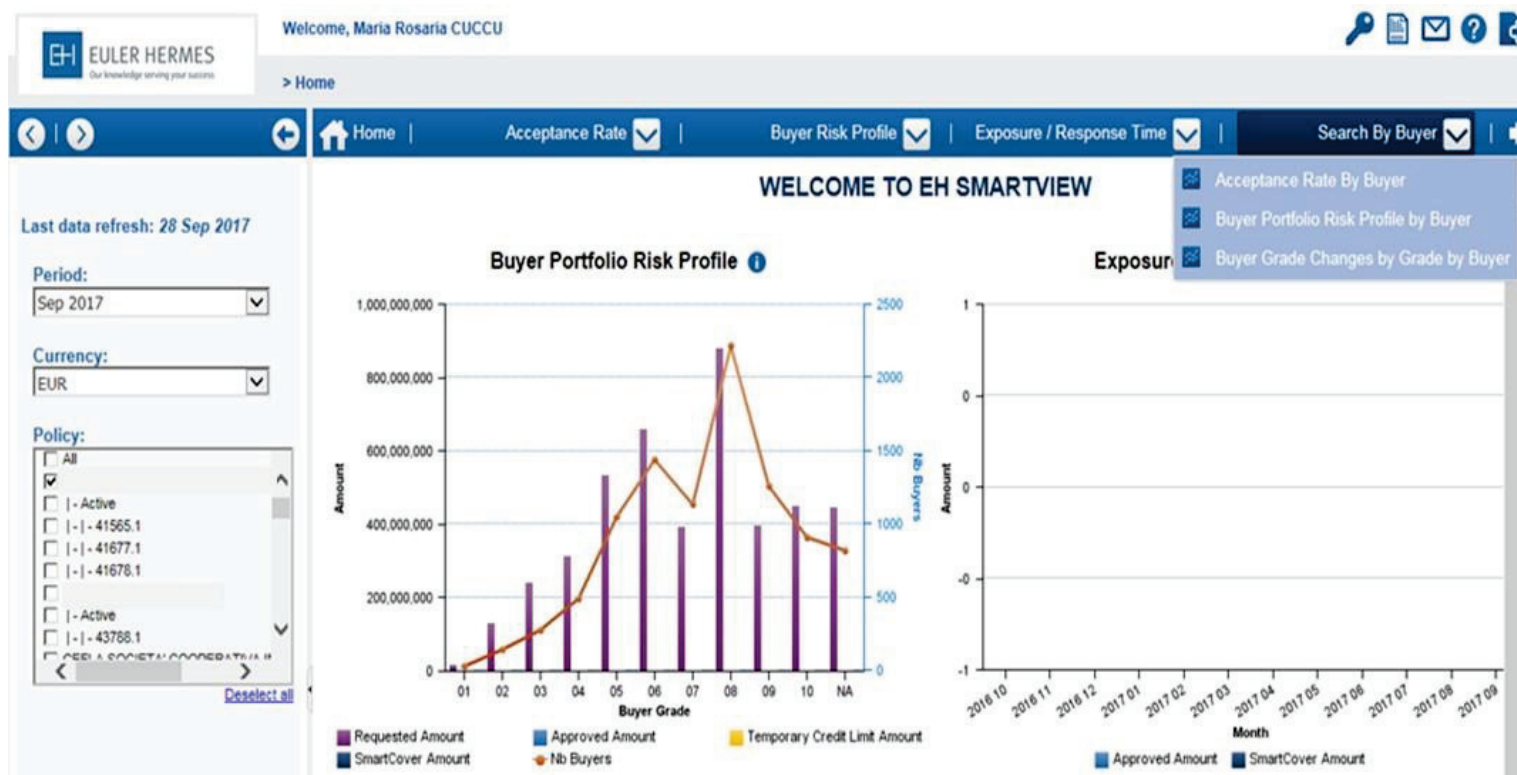 EH EULER HERMES
Our knowledge serving your success
Welcome, Maria Rosaria CUCCU
> Home
Home | Acceptance Rate | Buyer Risk Profile | Exposure / Response Time | Search By Buyer |
Acceptance Rate By Buyer
Buyer Portfolio Risk Profile by Buyer
Buyer Grade Changes by Grade by Buyer
WELCOME TO EH SMARTVIEW
Last data refresh: 28 Sep 2017
Period:
Sep 2017
Currency:
EUR
Policy:
All
| - Active
| - | - 41565.1
| - | - 41677.1
| - | - 41678.1
| - Active
| - | - 43788.1
Deselect all
Buyer Portfolio Risk Profile
1,000,000,000
800,000,000
600,000,000
400,000,000
200,000,000
0
Amount
2500
2000
1500
1000
500
0
Nb Buyers
01 02 03 04 05 06 07 08 09 10 NA
Buyer Grade
Requested Amount Approved Amount Temporary Credit Limit Amount
SmartCover Amount Nb Buyers
1
0
0
-0
-1
Amount
2016 10 2016 11 2016 12 2017 01 2017 02 2017 03 2017 04 2017 05 2017 06 2017 07 2017 08 2017 09
Month
Approved Amount SmartCover Amount